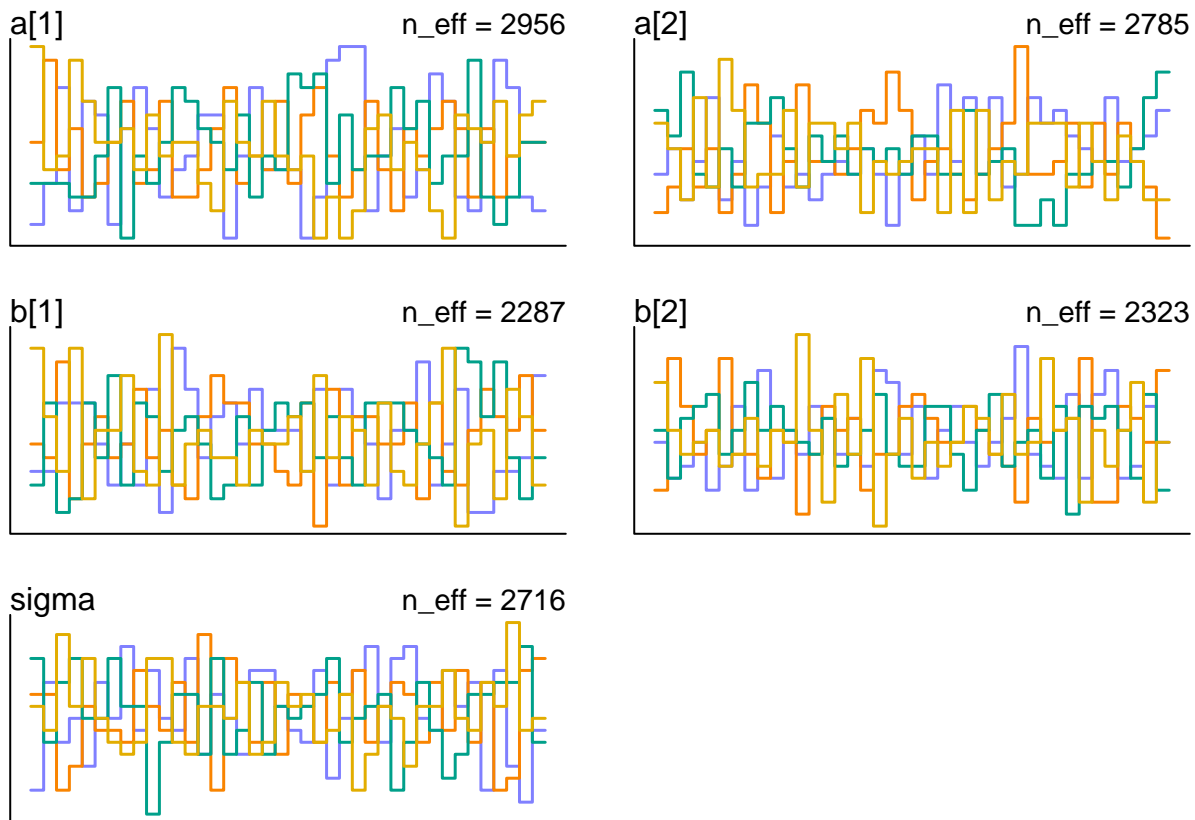 a[1] n_eff = 2956
a[2] n_eff = 2785
b[1] n_eff = 2287
b[2] n_eff = 2323
sigma n_eff = 2716